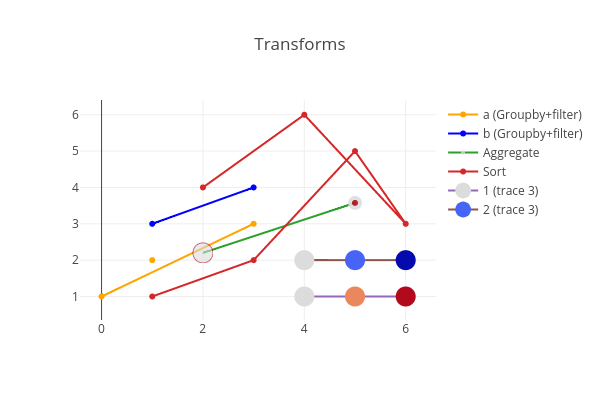 Transforms
6
5
4
3
2
1
0 2 4 6
a (Groupby+filter)
b (Groupby+filter)
Aggregate
Sort
1 (trace 3)
2 (trace 3)